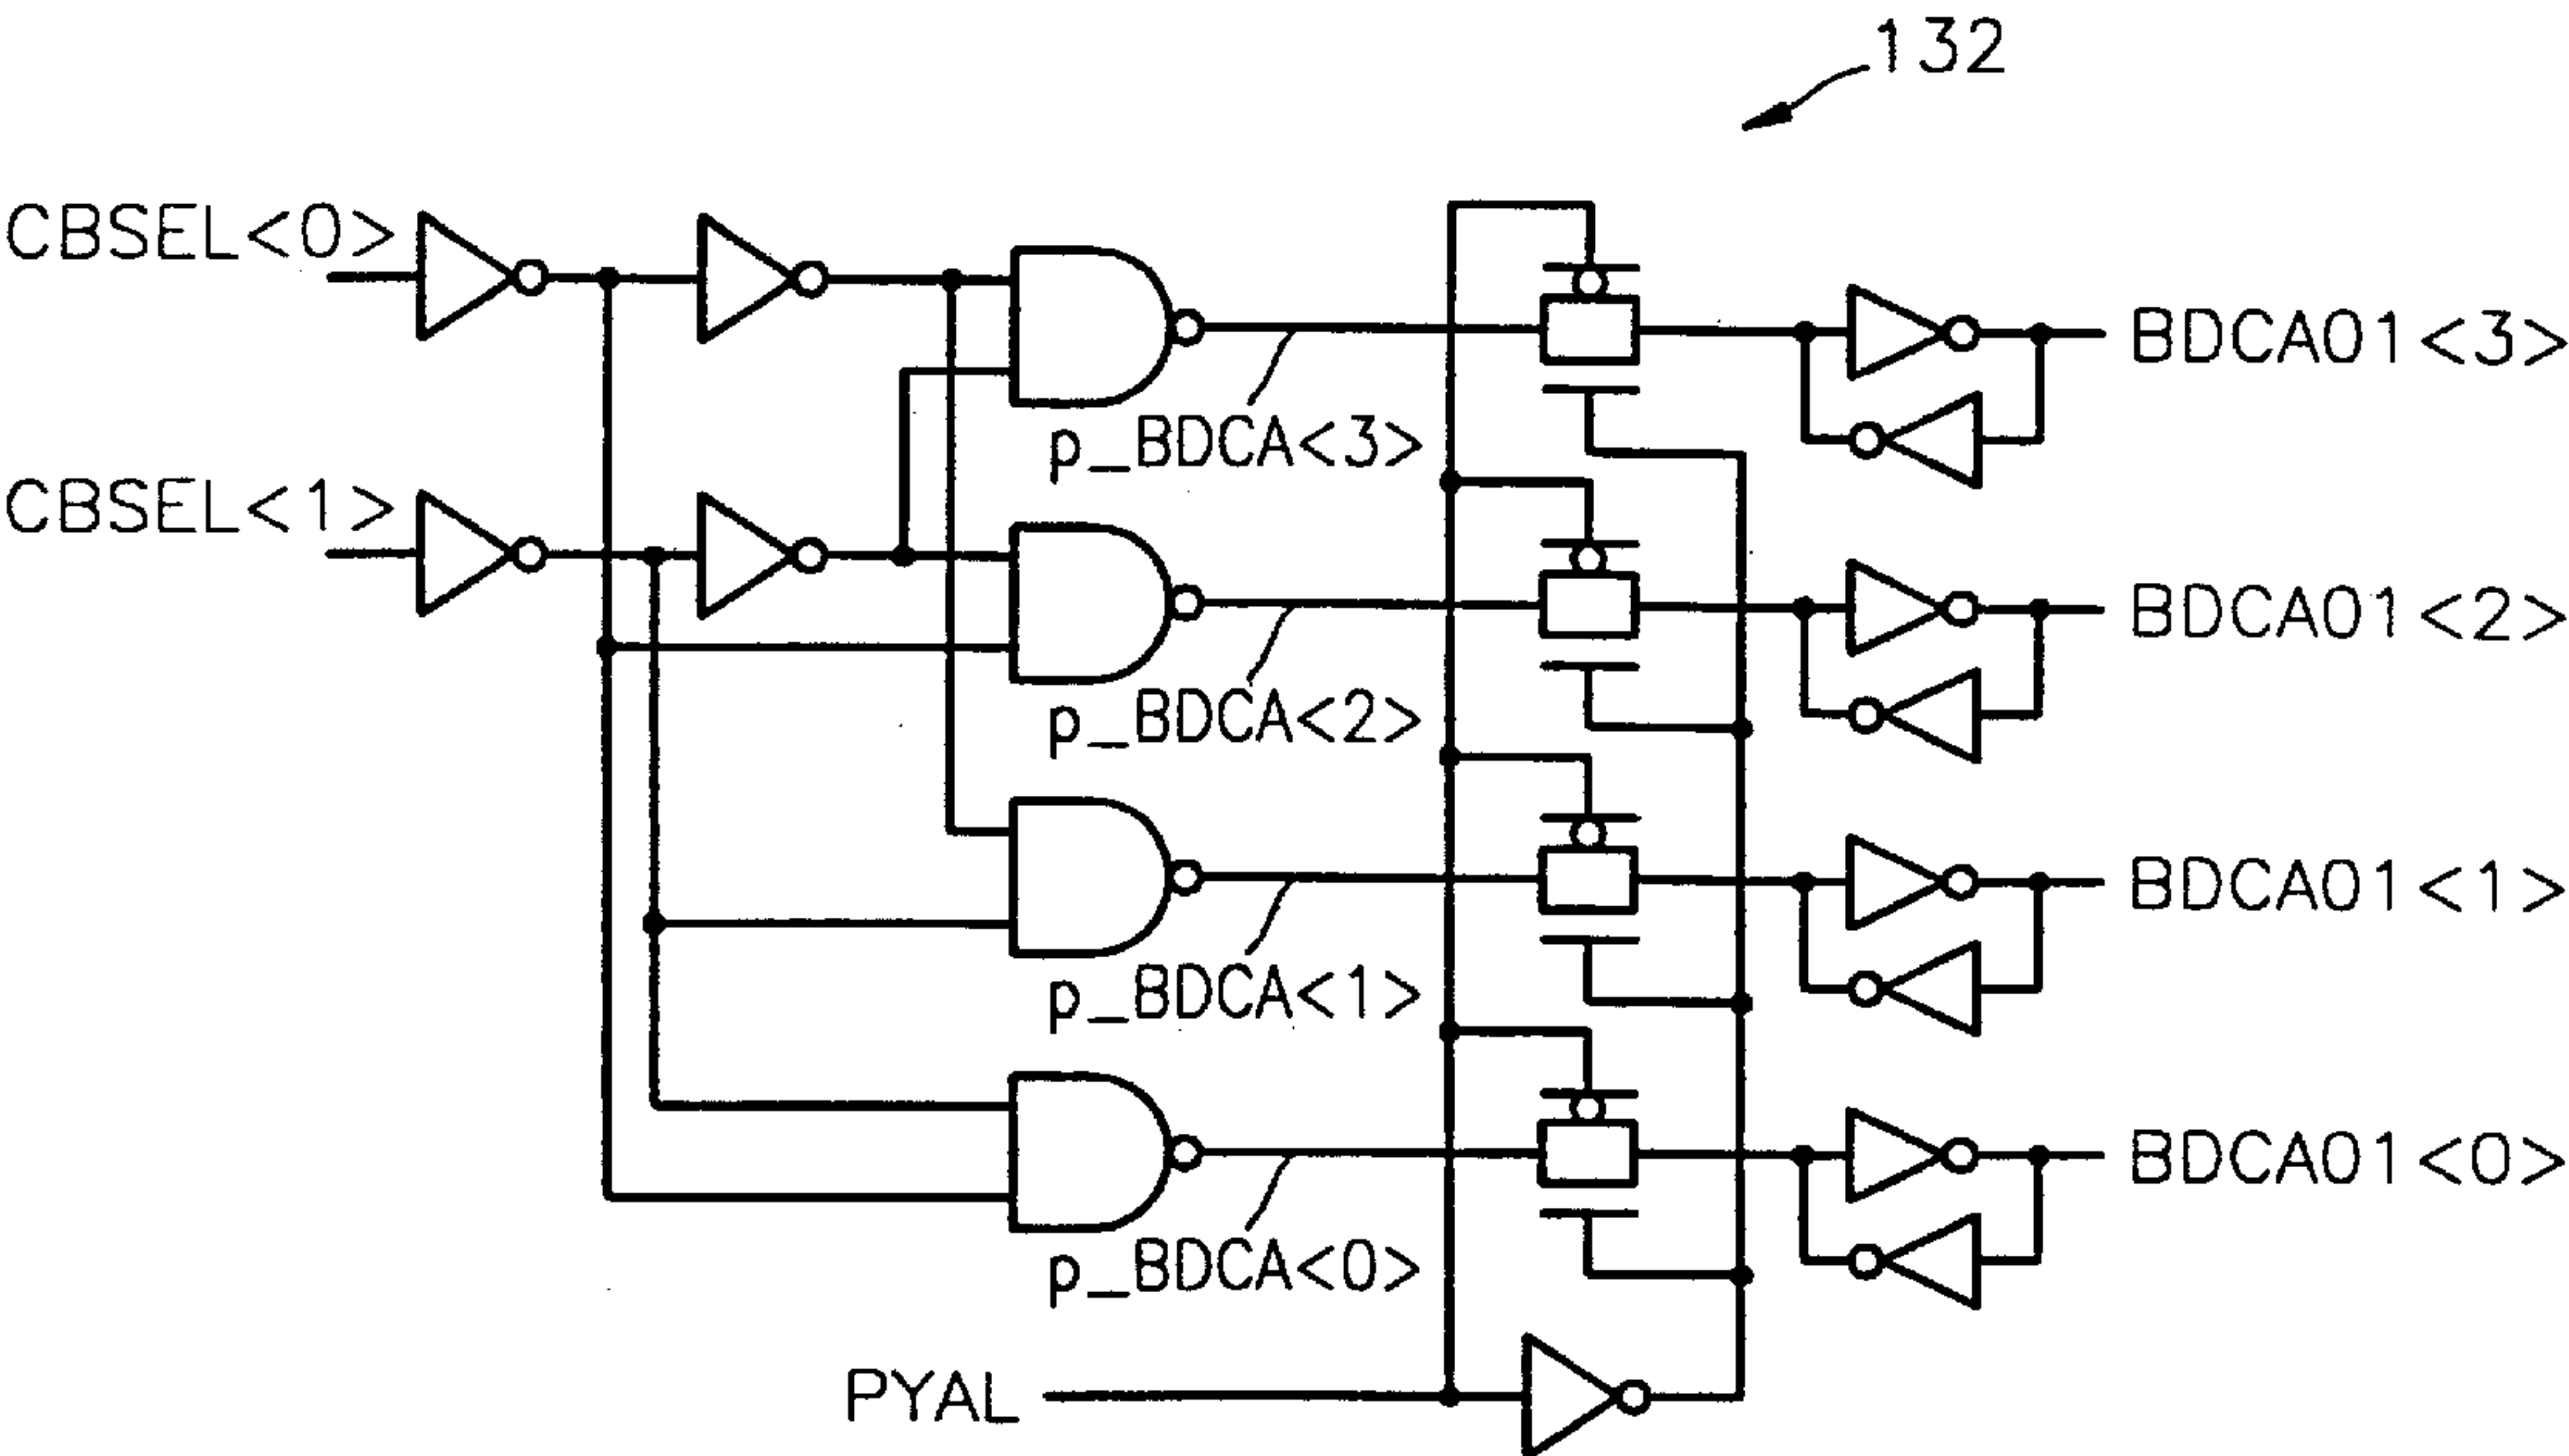 132
CBSEL<0>
BDCA01<3>
p_BDCA<3>
CBSEL<1>
BDCA01<2>
p_BDCA<2>
BDCA01<1>
p_BDCA<1>
BDCA01<0>
p_BDCA<0>
PYAL